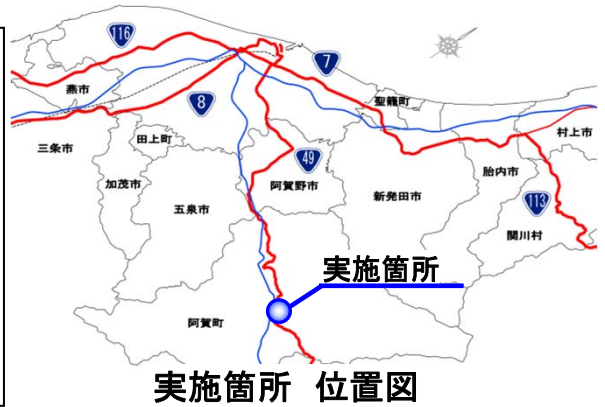 116
7
燕市
8
聖籠町
三条市
田上町
村上市
49
加茂市
阿賀野市
胎内市
五泉市
新発田市
113
関川村
実施箇所
阿賀町
実施箇所 位置図